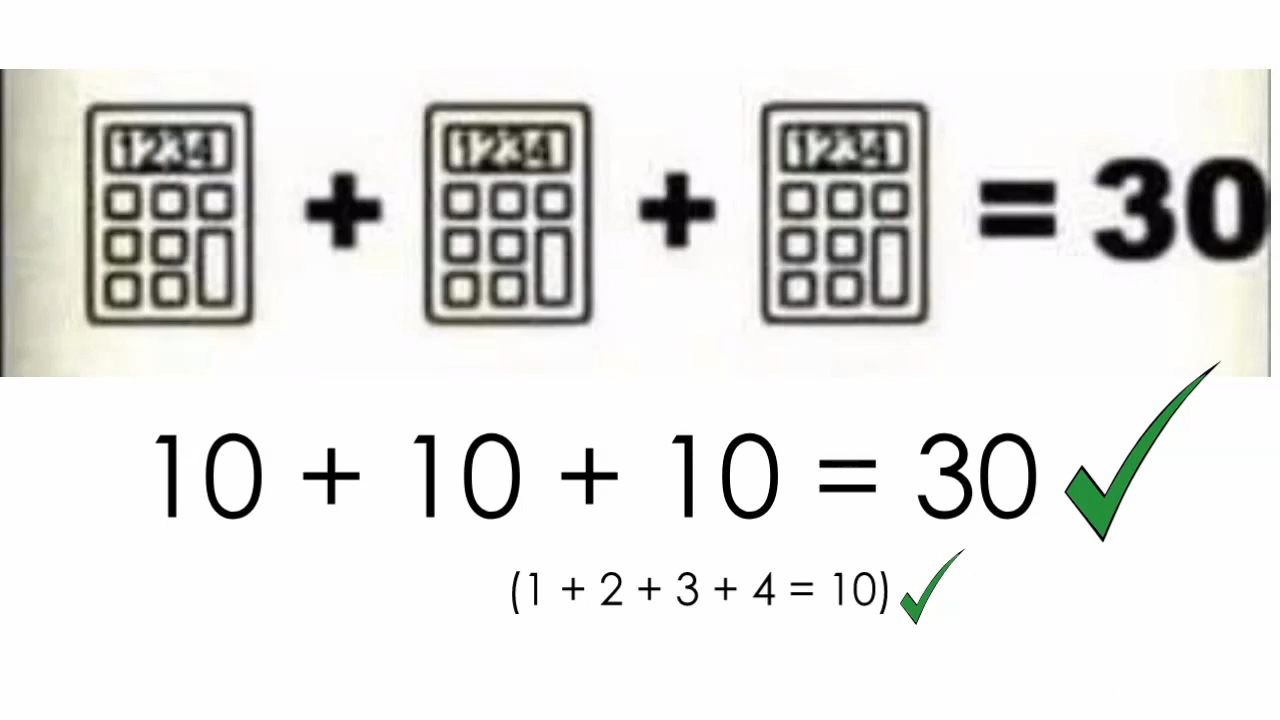 1234 + 1234 + 1234 = 30
10 + 10 + 10 = 30
(1 + 2 + 3 + 4 = 10)